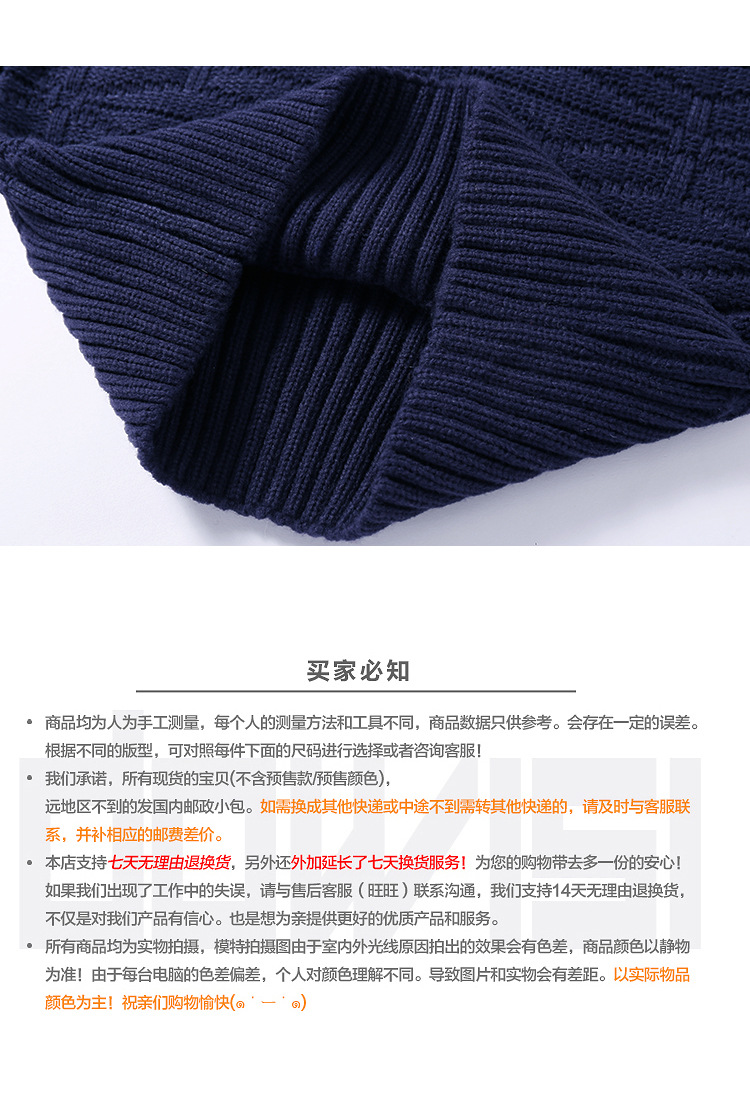 买家必知
• 商品均为人为手工测量，每个人的测量方法和工具不同，商品数据只供参考。会存在一定的误差。
根据不同的版型，可对照每件下面的尺码进行选择或者咨询客服！
• 我们承诺，所有现货的宝贝(不含预售款/预售颜色)，
远地区不到的发国内邮政小包。如需换成其他快递或中途不到需转其他快递的，请及时与客服联
系，并补相应的邮费差价。
• 本店支持七天无理由退换货，另外还外加延长了七天换货服务！为您的购物带去多一份的安心！
如果我们出现了工作中的失误，请与售后客服（旺旺）联系沟通，我们支持14天无理由退换货，
不仅是对我们产品有信心。也是想为亲提供更好的优质产品和服务。
• 所有商品均为实物拍摄，模特拍摄图由于室内外光线原因拍出的效果会有色差，商品颜色以静物
为准！由于每台电脑的色差偏差，个人对颜色理解不同。导致图片和实物会有差距。以实际物品
颜色为主！祝亲们购物愉快(๑˙ー˙๑)